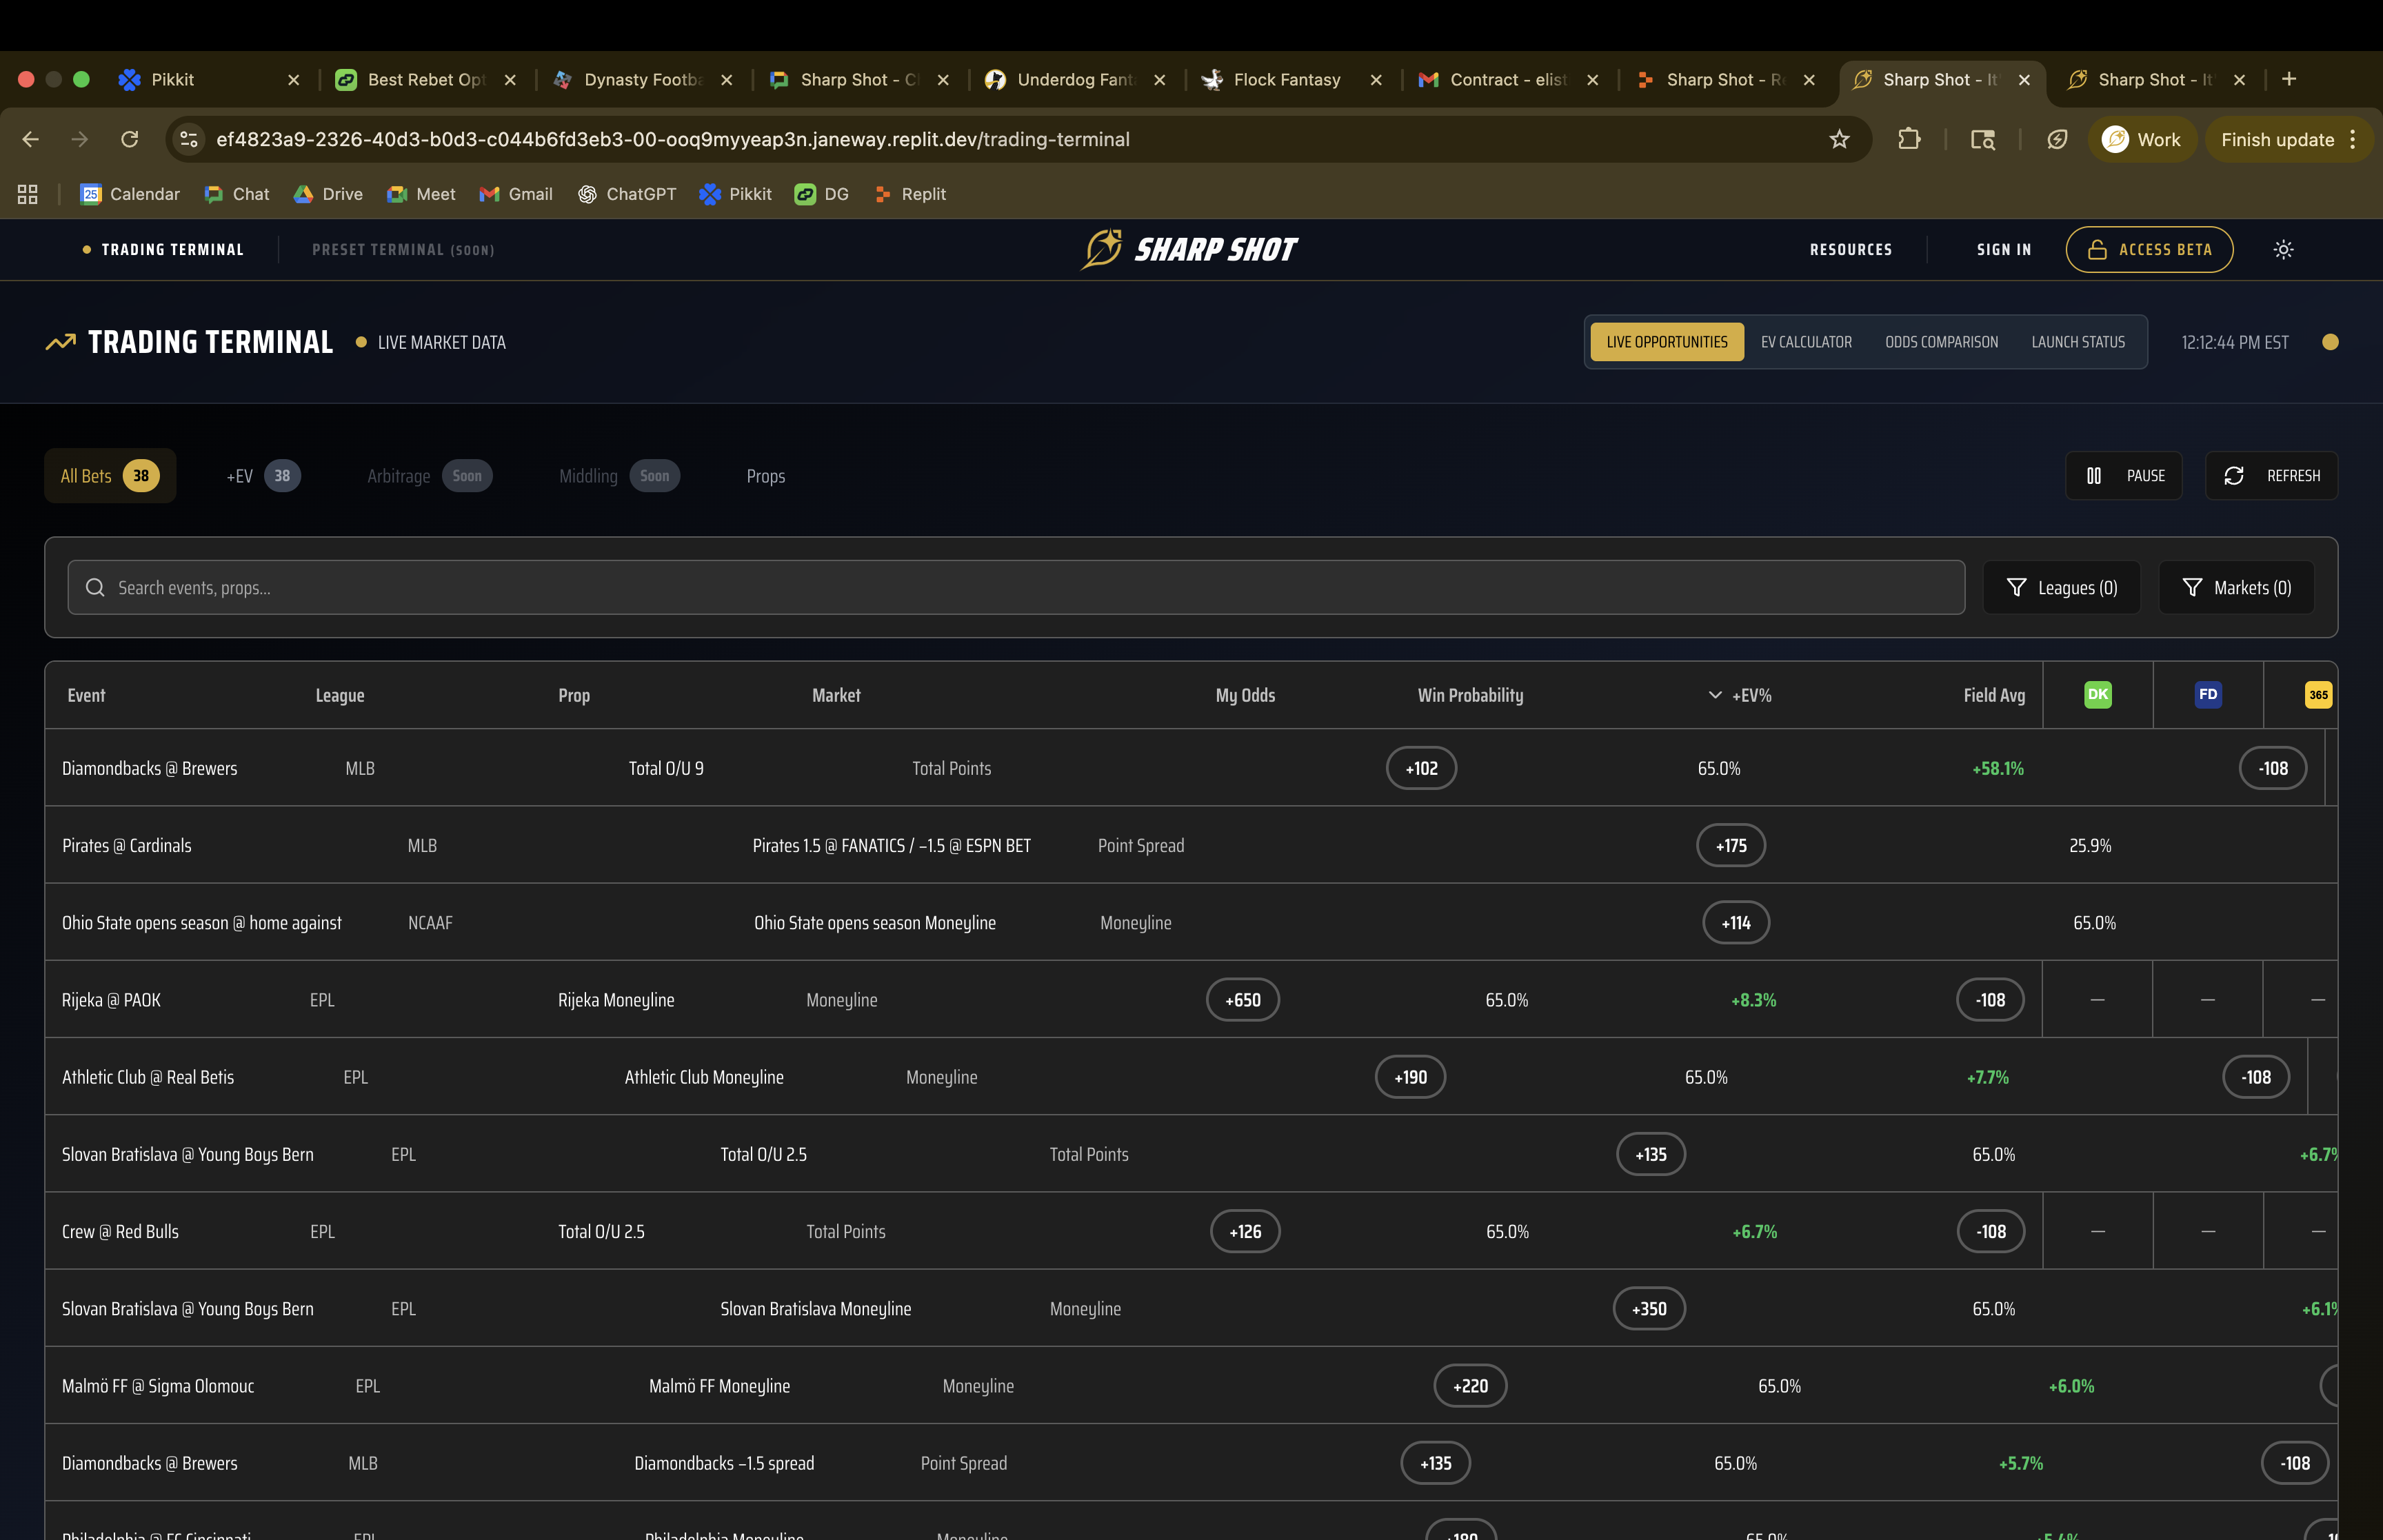 Pikkit
Best Rebet Opt
Dynasty Footba
Sharp Shot - C
Underdog Fant
Flock Fantasy
Contract - elist
Sharp Shot - Re
Sharp Shot - It'
Sharp Shot - It'
ef4823a9-2326-40d3-b0d3-c044b6fd3eb3-00-ooq9myyeap3n.janeway.replit.dev/trading-terminal
Work
Finish update
25 Calendar Chat Drive Meet Gmail ChatGPT Pikkit DG Replit
TRADING TERMINAL PRESET TERMINAL (SOON) SHARP SHOT RESOURCES SIGN IN ACCESS BETA
TRADING TERMINAL LIVE MARKET DATA LIVE OPPORTUNITIES EV CALCULATOR ODDS COMPARISON LAUNCH STATUS 12:12:44 PM EST
All Bets 38 +EV 38 Arbitrage Soon Middling Soon Props PAUSE REFRESH
Search events, props... Leagues (0) Markets (0)
Event League Prop Market My Odds Win Probability +EV% Field Avg DK FD 365
Diamondbacks @ Brewers MLB Total O/U 9 Total Points +102 65.0% +58.1% -108
Pirates @ Cardinals MLB Pirates 1.5 @ FANATICS / −1.5 @ ESPN BET Point Spread +175 25.9%
Ohio State opens season @ home against NCAAF Ohio State opens season Moneyline Moneyline +114 65.0%
Rijeka @ PAOK EPL Rijeka Moneyline Moneyline +650 65.0% +8.3% -108 — — —
Athletic Club @ Real Betis EPL Athletic Club Moneyline Moneyline +190 65.0% +7.7% -108
Slovan Bratislava @ Young Boys Bern EPL Total O/U 2.5 Total Points +135 65.0% +6.7%
Crew @ Red Bulls EPL Total O/U 2.5 Total Points +126 65.0% +6.7% -108 — — —
Slovan Bratislava @ Young Boys Bern EPL Slovan Bratislava Moneyline Moneyline +350 65.0% +6.1%
Malmö FF @ Sigma Olomouc EPL Malmö FF Moneyline Moneyline +220 65.0% +6.0%
Diamondbacks @ Brewers MLB Diamondbacks −1.5 spread Point Spread +135 65.0% +5.7% -108
Philadelphia @ FC Cincinnati EPL Philadelphia Moneyline Moneyline +180 65.0% +5.4%